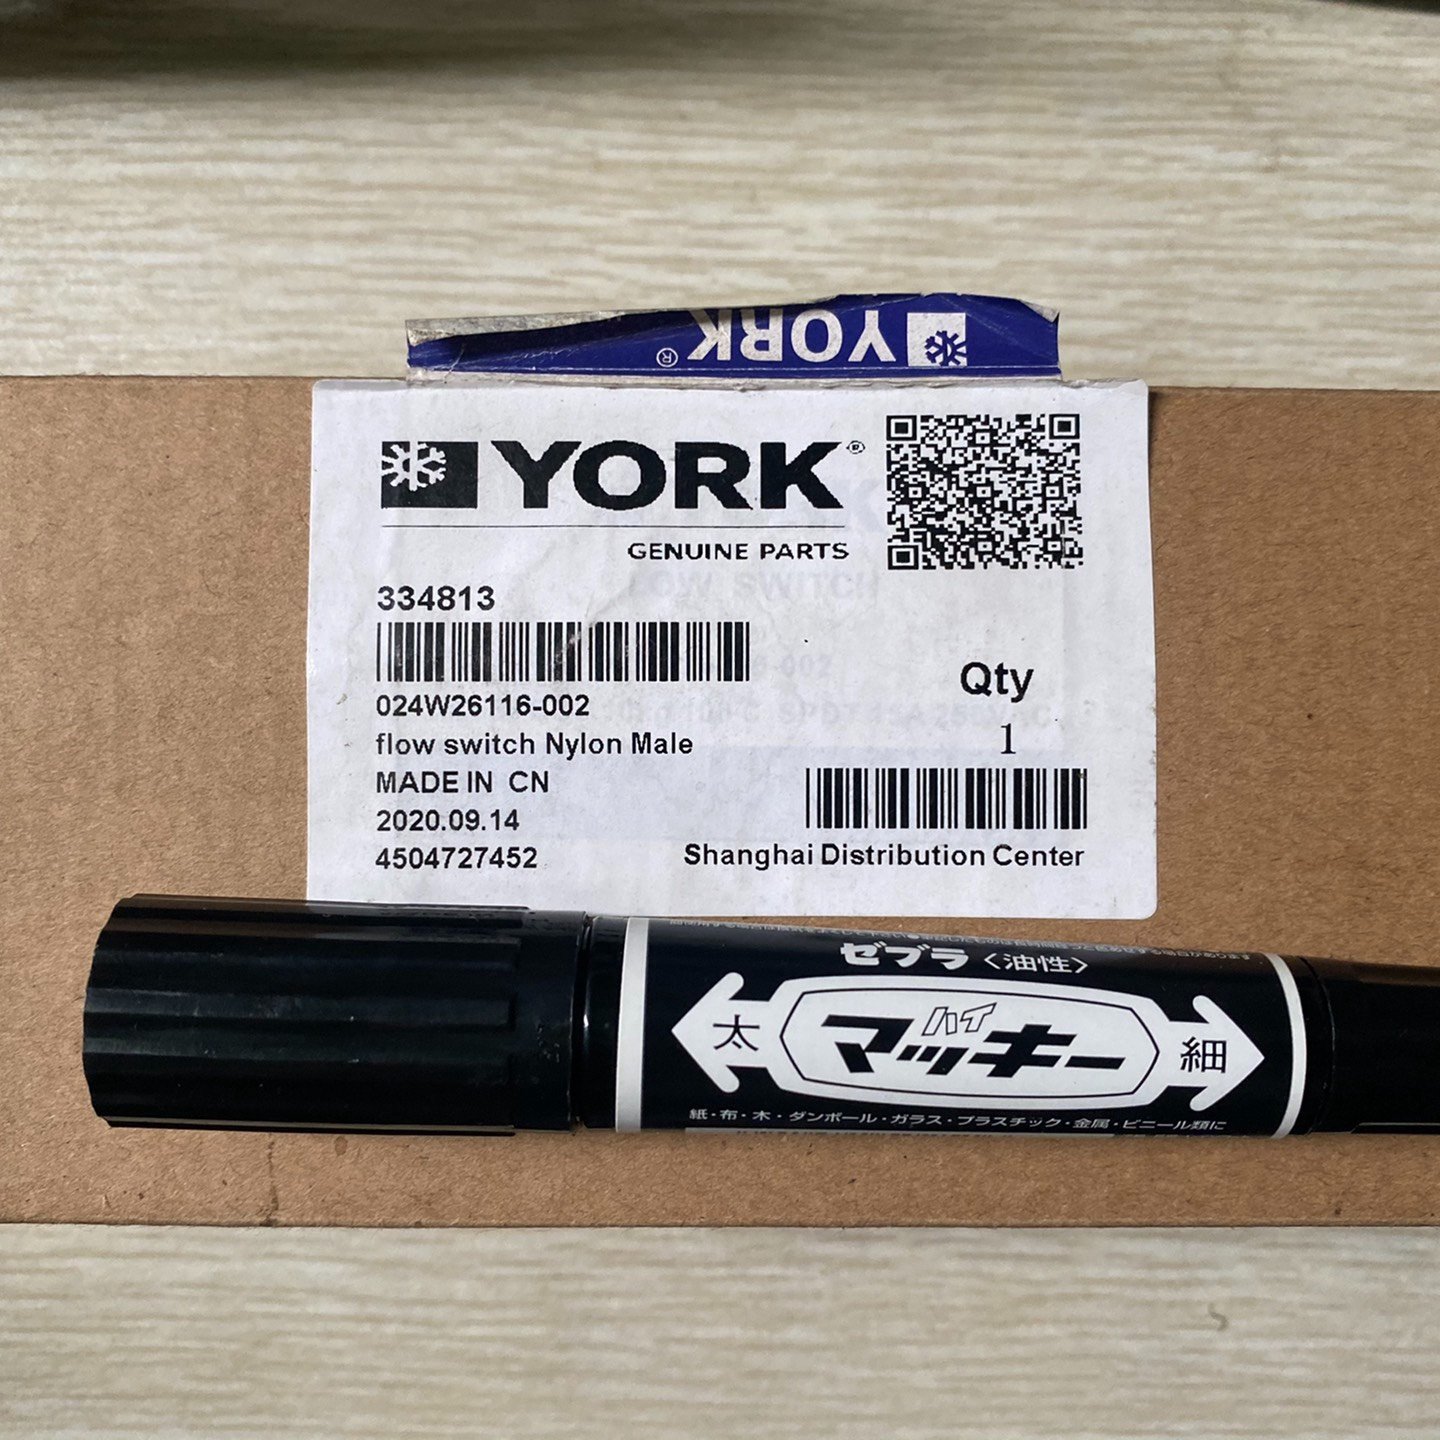 YORK®
YORK®
GENUINE PARTS
334813
024W26116-002
flow switch Nylon Male
MADE IN CN
2020.09.14
4504727452
Qty
1
Shanghai Distribution Center
ゼブラ〈油性〉
太
ハイ
マッキー
細
紙・布・木・ダンボール・ガラス・プラスチック・金属・ビニール類に